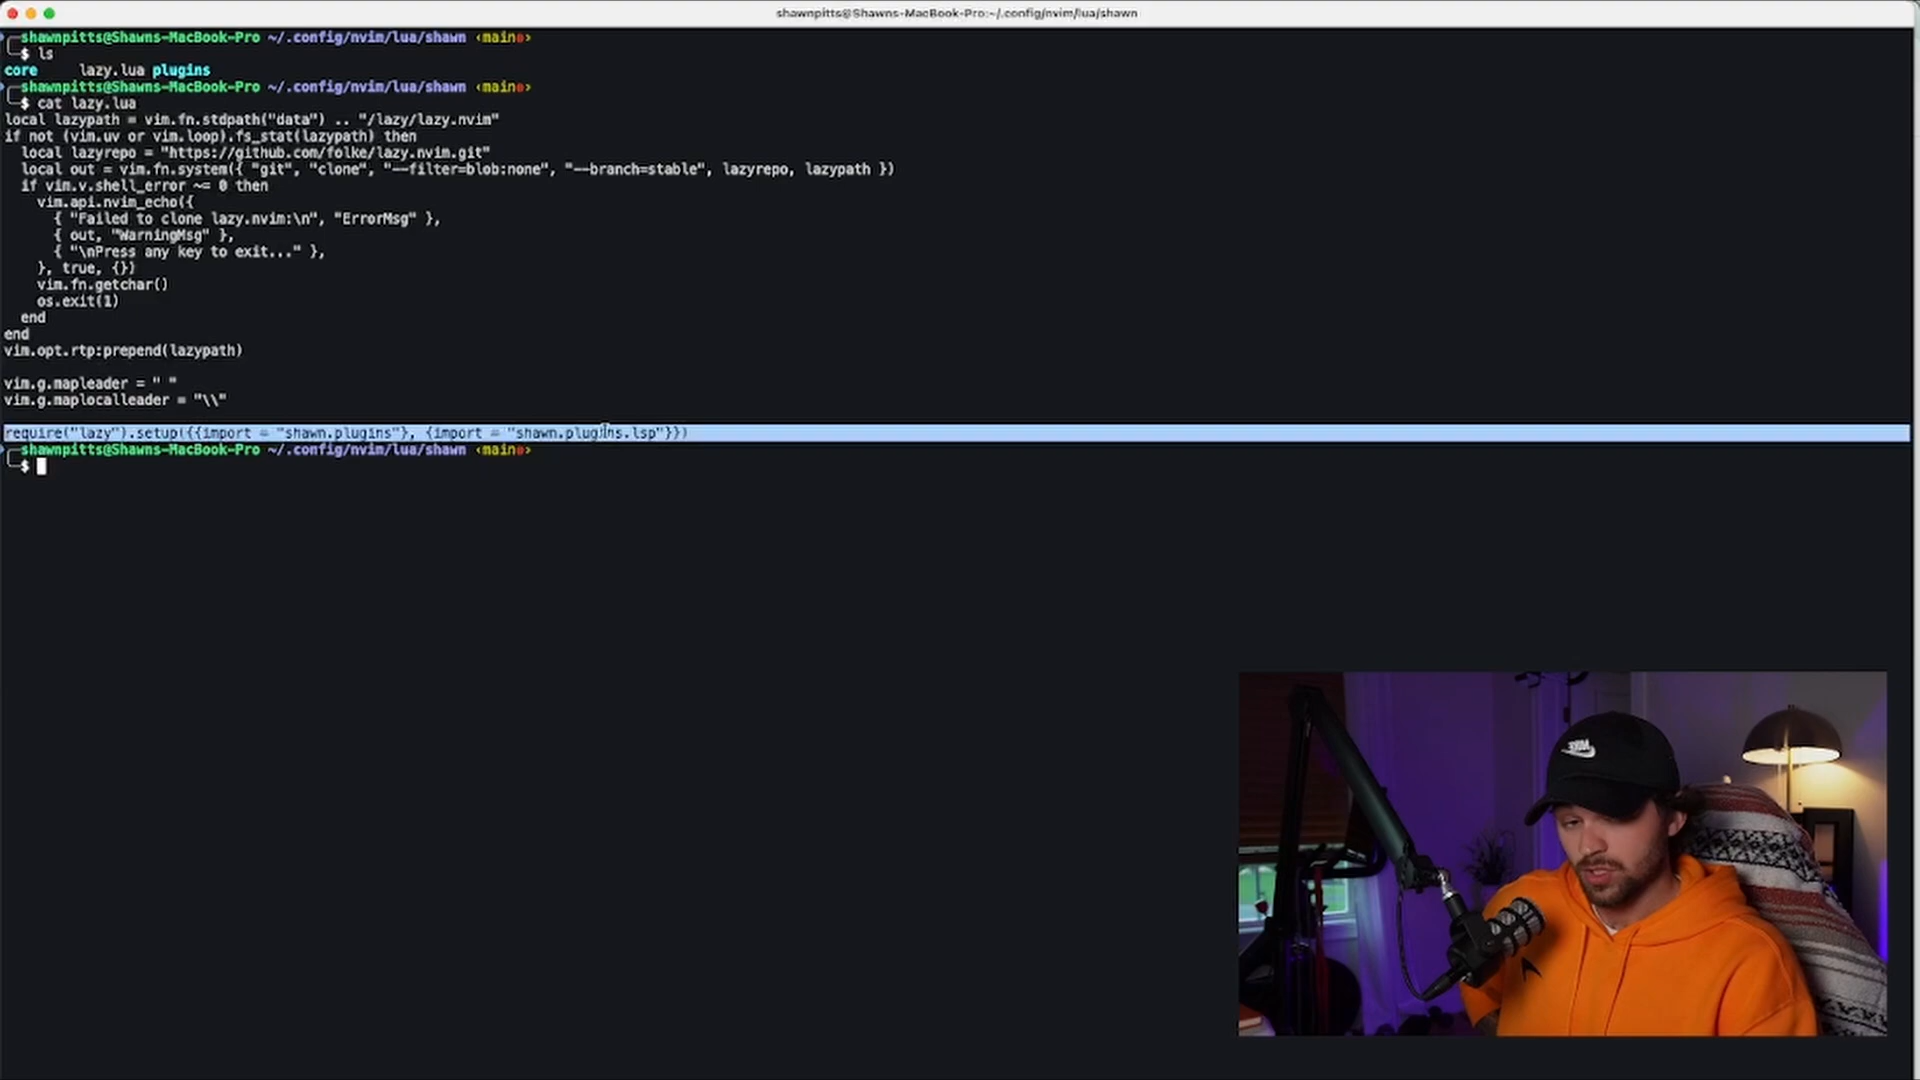 shawnpitts@Shawns-MacBook-Pro:~/.config/nvim/lua/shawn
shawnpitts@Shawns-MacBook-Pro ~/.config/nvim/lua/shawn ‹main●›
$ ls
core     lazy.lua plugins
shawnpitts@Shawns-MacBook-Pro ~/.config/nvim/lua/shawn ‹main●›
$ cat lazy.lua
local lazypath = vim.fn.stdpath("data") .. "/lazy/lazy.nvim"
if not (vim.uv or vim.loop).fs_stat(lazypath) then
  local lazyrepo = "https://github.com/folke/lazy.nvim.git"
  local out = vim.fn.system({ "git", "clone", "--filter=blob:none", "--branch=stable", lazyrepo, lazypath })
  if vim.v.shell_error ~= 0 then
    vim.api.nvim_echo({
      { "Failed to clone lazy.nvim:\n", "ErrorMsg" },
      { out, "WarningMsg" },
      { "\nPress any key to exit..." },
    }, true, {})
    vim.fn.getchar()
    os.exit(1)
  end
end
vim.opt.rtp:prepend(lazypath)
vim.g.mapleader = " "
vim.g.maplocalleader = "\\"
require("lazy").setup({{import = "shawn.plugins"}, {import = "shawn.plugins.lsp"}})
shawnpitts@Shawns-MacBook-Pro ~/.config/nvim/lua/shawn ‹main●›
$